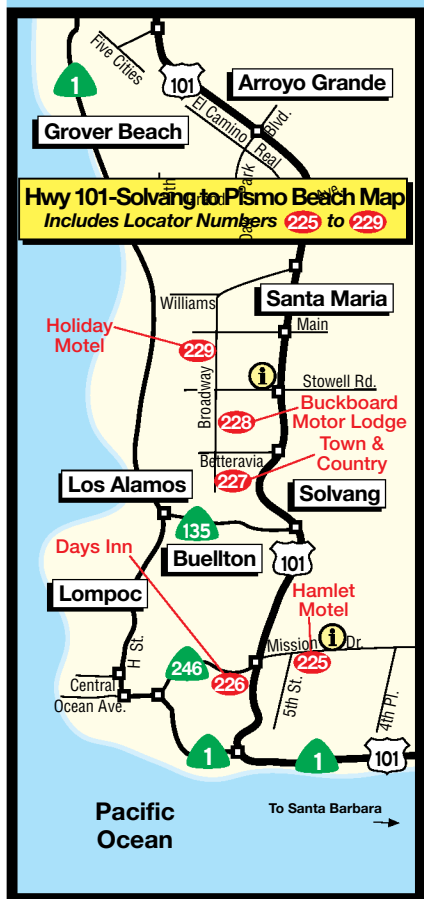 Five Cities
1
101
Arroyo Grande
El Camino Real
Blvd.
Grover Beach
Park
Ave.
Hwy 101-Solvang to Pismo Beach Map
Includes Locator Numbers 225 to 229
Williams
Santa Maria
Holiday
Motel
Main
229
Broadway
i
Stowell Rd.
228
Buckboard
Motor Lodge
Betteravia
Town &
Country
227
Los Alamos
Solvang
135
Buellton
101
Days Inn
Lompoc
Hamlet
Motel
H St.
Mission Dr.
i
246
226
225
5th St.
4th Pl.
Central
Ocean Ave.
1
1
101
Pacific
Ocean
To Santa Barbara